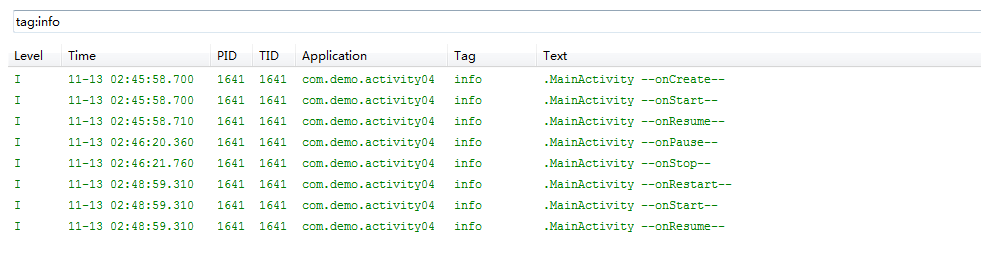 tag:info
Level Time PID TID Application Tag Text
I 11-13 02:45:58.700 1641 1641 com.demo.activity04 info .MainActivity --onCreate--
I 11-13 02:45:58.700 1641 1641 com.demo.activity04 info .MainActivity --onStart--
I 11-13 02:45:58.710 1641 1641 com.demo.activity04 info .MainActivity --onResume--
I 11-13 02:46:20.360 1641 1641 com.demo.activity04 info .MainActivity --onPause--
I 11-13 02:46:21.760 1641 1641 com.demo.activity04 info .MainActivity --onStop--
I 11-13 02:48:59.310 1641 1641 com.demo.activity04 info .MainActivity --onRestart--
I 11-13 02:48:59.310 1641 1641 com.demo.activity04 info .MainActivity --onStart--
I 11-13 02:48:59.310 1641 1641 com.demo.activity04 info .MainActivity --onResume--